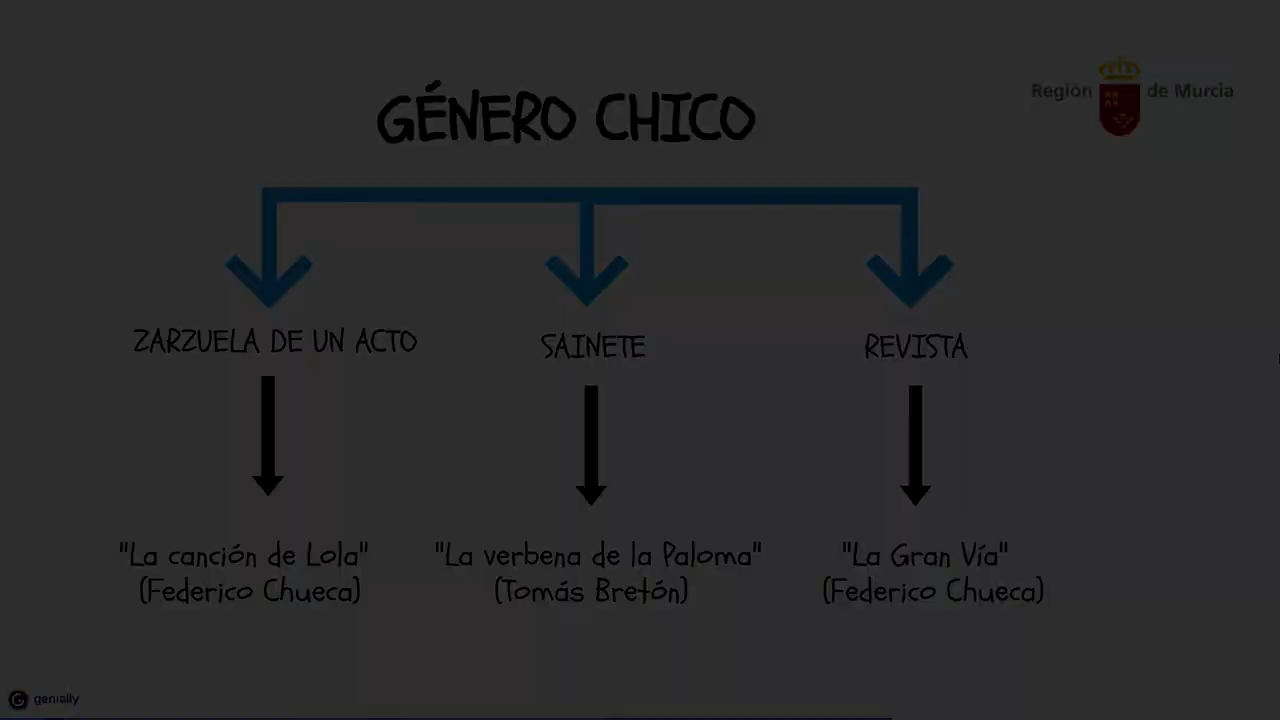 GÉNERO CHICO
Región de Murcia
ZARZUELA DE UN ACTO
SAINETE
REVISTA
"La canción de Lola"
(Federico Chueca)
"La verbena de la Paloma"
(Tomás Bretón)
"La Gran Vía"
(Federico Chueca)
genially